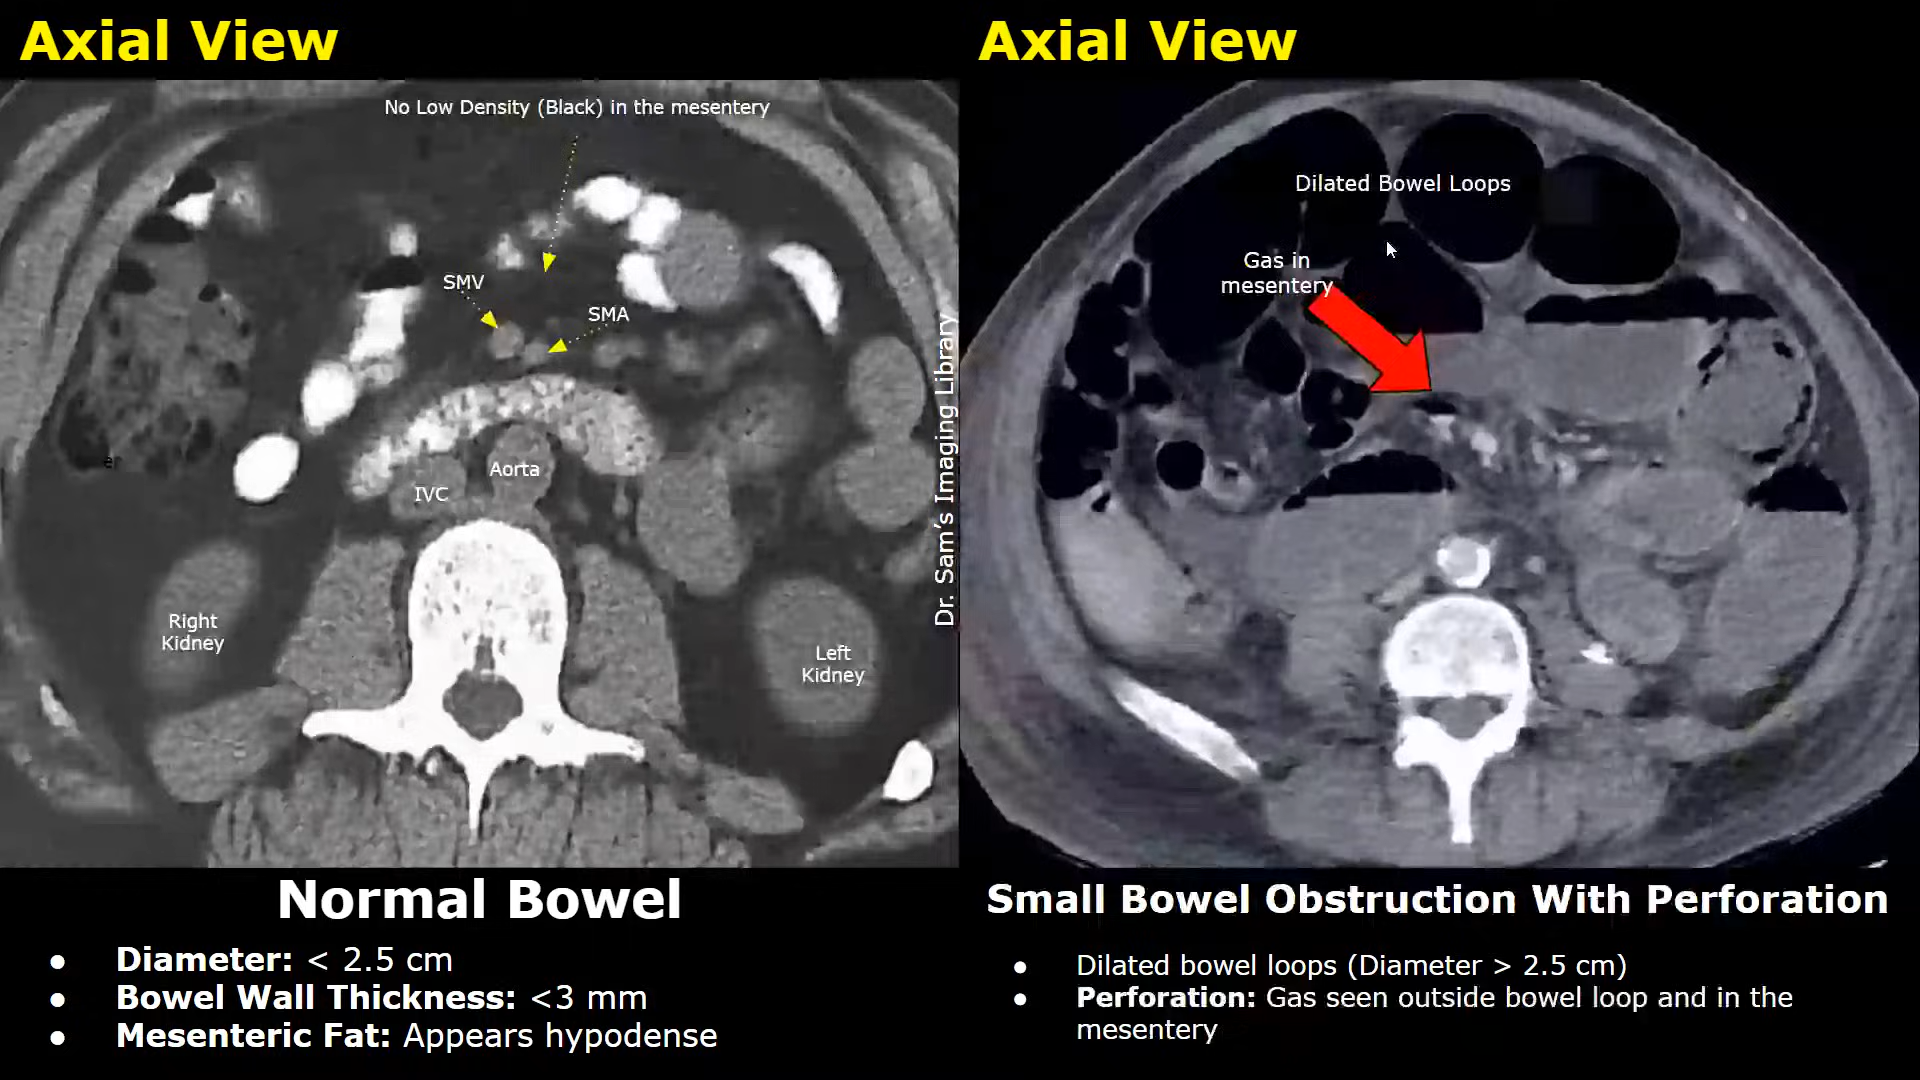 Axial View
No Low Density (Black) in the mesentery
SMV
SMA
Aorta
IVC
Right
Kidney
Left
Kidney
Dr. Sam's Imaging Library
Normal Bowel
● Diameter: < 2.5 cm
● Bowel Wall Thickness: <3 mm
● Mesenteric Fat: Appears hypodense
Axial View
Dilated Bowel Loops
Gas in
mesentery
Small Bowel Obstruction With Perforation
● Dilated bowel loops (Diameter > 2.5 cm)
● Perforation: Gas seen outside bowel loop and in the
mesentery